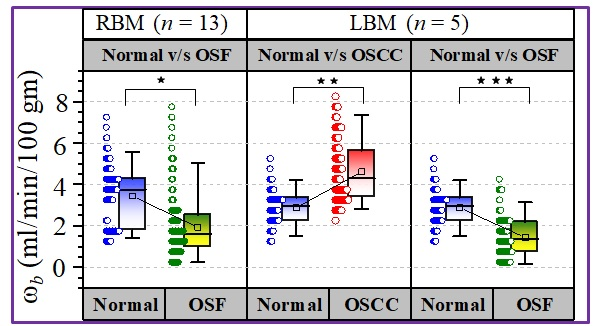 RBM (n = 13) LBM (n = 5)
Normal v/s OSF Normal v/s OSCC Normal v/s OSF
★ ★★ ★★★
8
6
4
2
0
ω_b (ml/min/100 gm)
Normal OSF Normal OSCC Normal OSF